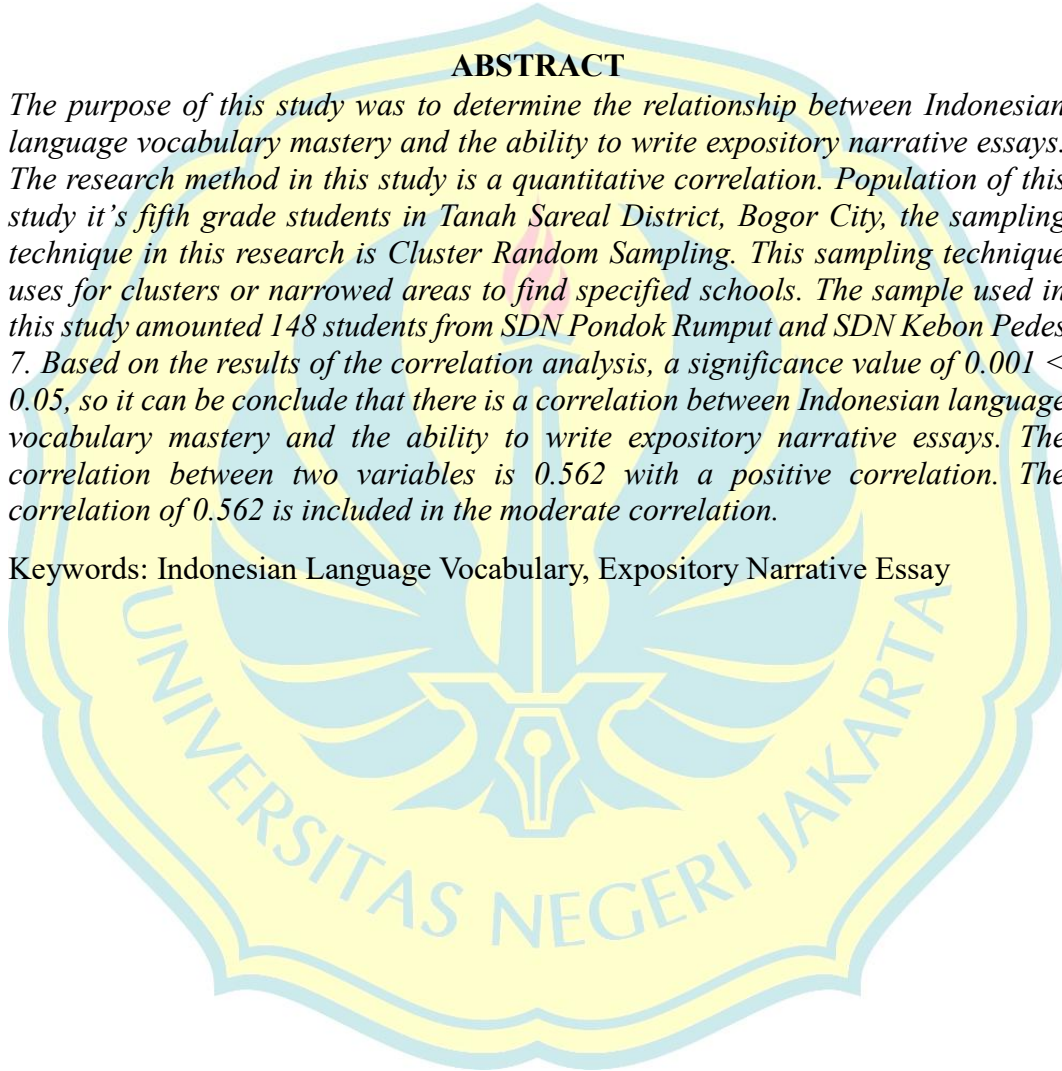 ABSTRACT
The purpose of this study was to determine the relationship between Indonesian
language vocabulary mastery and the ability to write expository narrative essays.
The research method in this study is a quantitative correlation. Population of this
study it’s fifth grade students in Tanah Sareal District, Bogor City, the sampling
technique in this research is Cluster Random Sampling. This sampling technique
uses for clusters or narrowed areas to find specified schools. The sample used in
this study amounted 148 students from SDN Pondok Rumput and SDN Kebon Pedes
7. Based on the results of the correlation analysis, a significance value of 0.001 <
0.05, so it can be conclude that there is a correlation between Indonesian language
vocabulary mastery and the ability to write expository narrative essays. The
correlation between two variables is 0.562 with a positive correlation. The
correlation of 0.562 is included in the moderate correlation.
Keywords: Indonesian Language Vocabulary, Expository Narrative Essay
UNIVERSITAS NEGERI JAKARTA